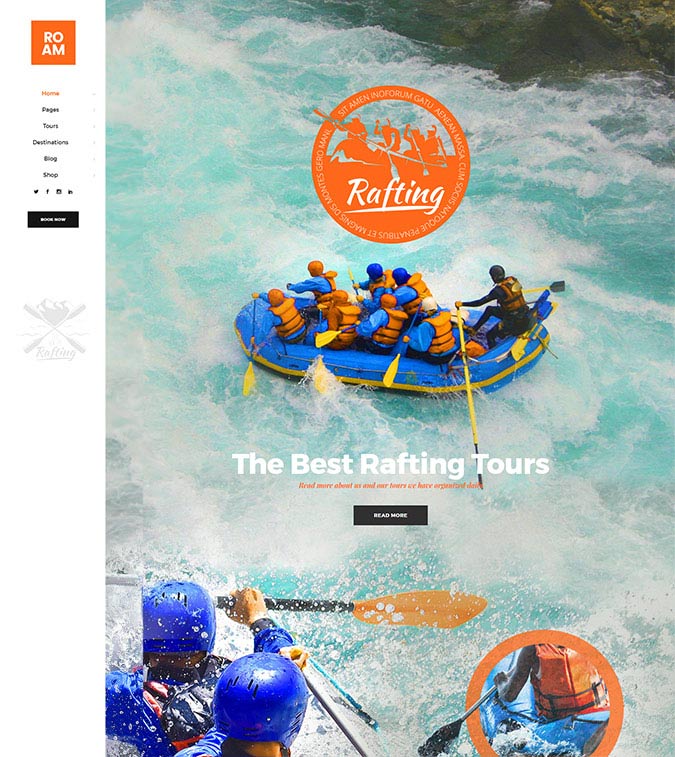 RO
AM
Home
Pages
Tours
Destinations
Blog
Shop
BOOK NOW
Rafting
SIT AMEN INOFORUM GATU. AENEAN MASSA. CUM SOCIIS NATOQUE PENATIBUS ET MAGNIS DIS MONTES GERO MANI.
Rafting
The Best Rafting Tours
Read more about us and our tours we have organized daily
READ MORE